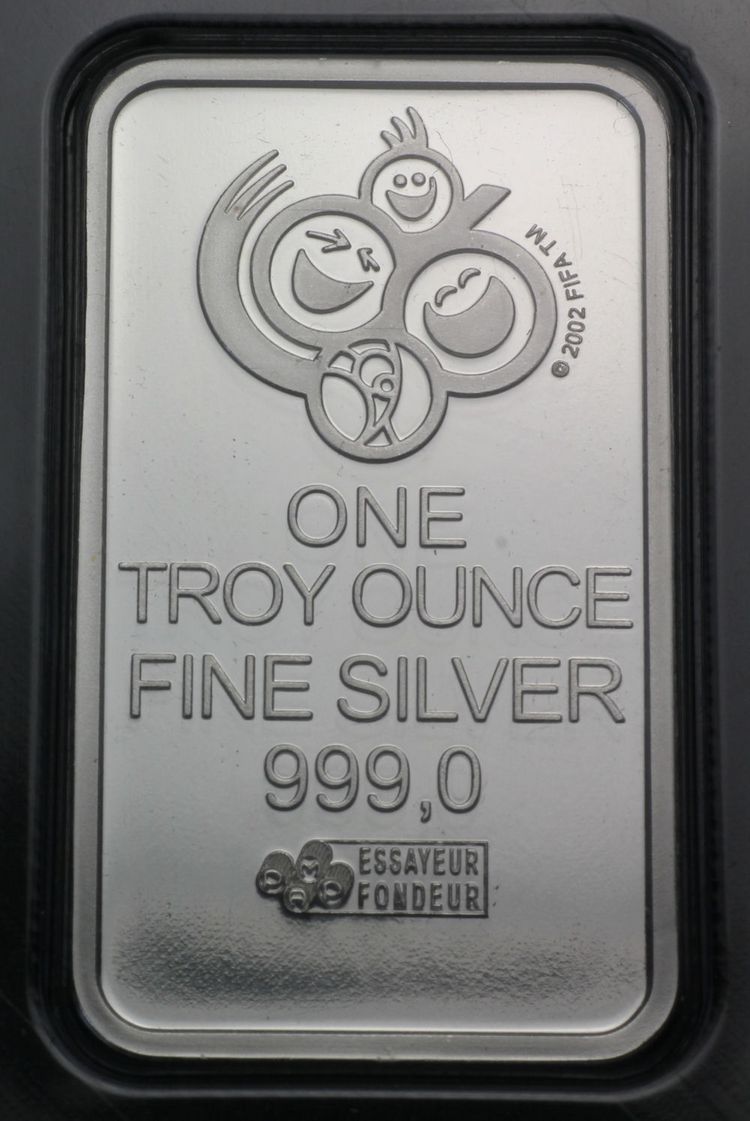 © 2002 FIFA TM
ONE
TROY OUNCE
FINE SILVER
999,0
ESSAYEUR
FONDEUR